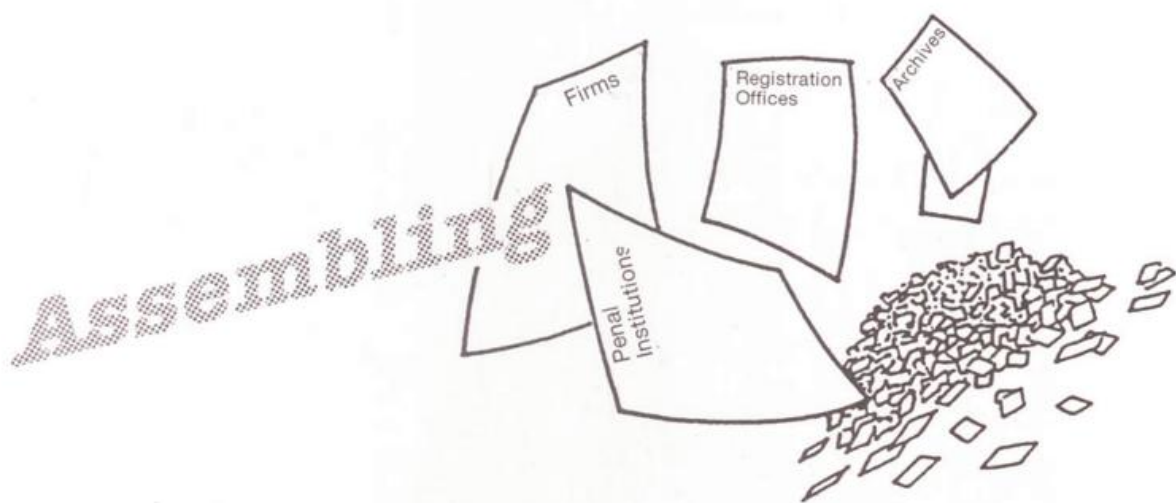 Assembling
Firms
Registration
Offices
Archives
Penal
Institutions